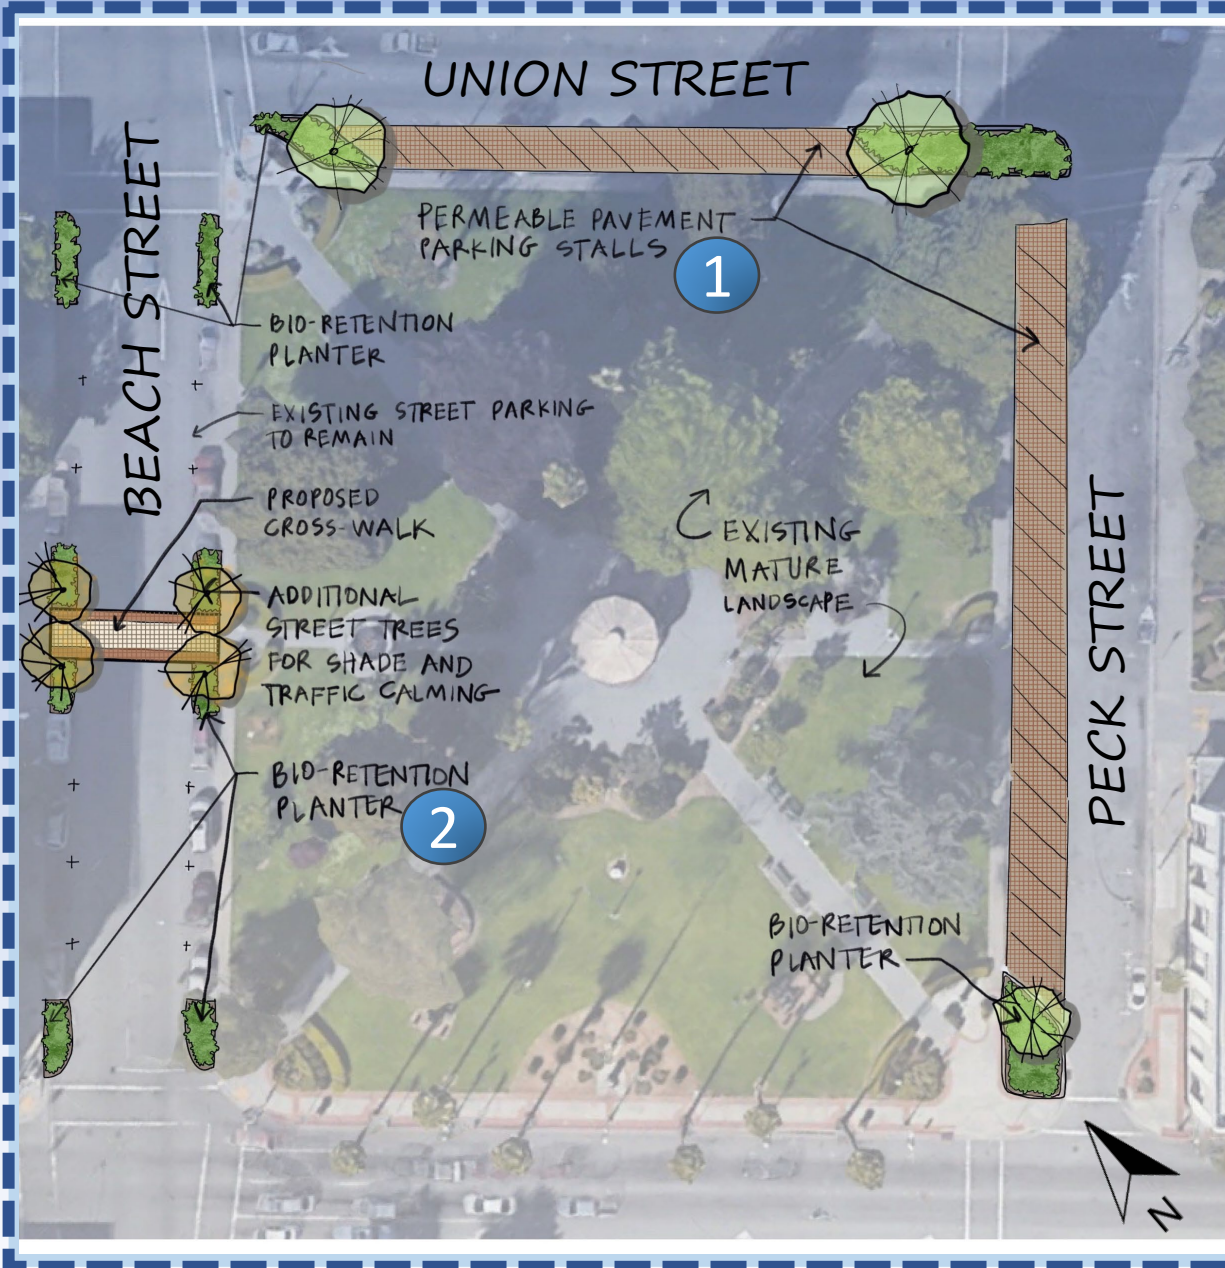 UNION STREET
BEACH STREET
PERMEABLE PAVEMENT
PARKING STALLS
1
BIO-RETENTION
PLANTER
EXISTING STREET PARKING
TO REMAIN
PROPOSED
CROSS-WALK
EXISTING
MATURE
LANDSCAPE
ADDITIONAL
STREET TREES
FOR SHADE AND
TRAFFIC CALMING
PECK STREET
BIO-RETENTION
PLANTER
2
BIO-RETENTION
PLANTER
N